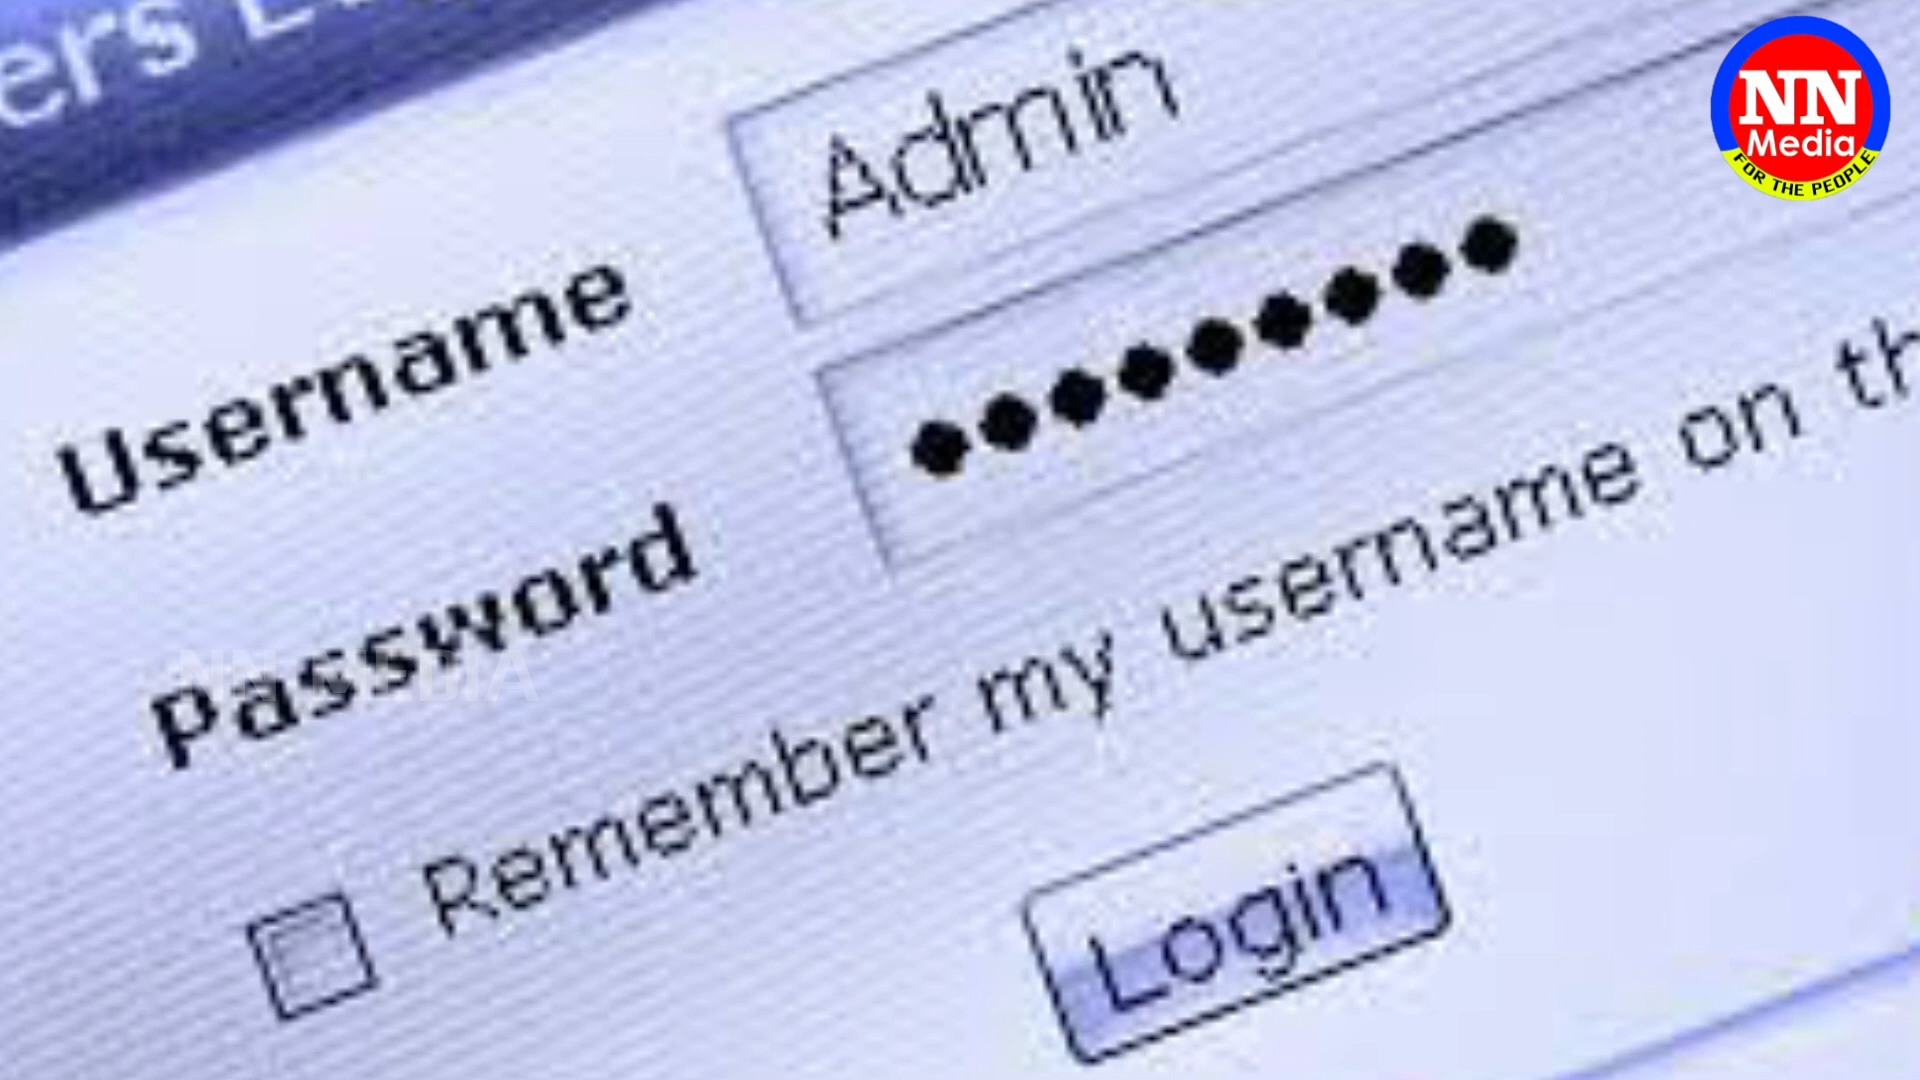 ers L
Username Admin
Password ●●●●●●●●●
Remember my username on th
Login
NN
Media
FOR THE PEOPLE